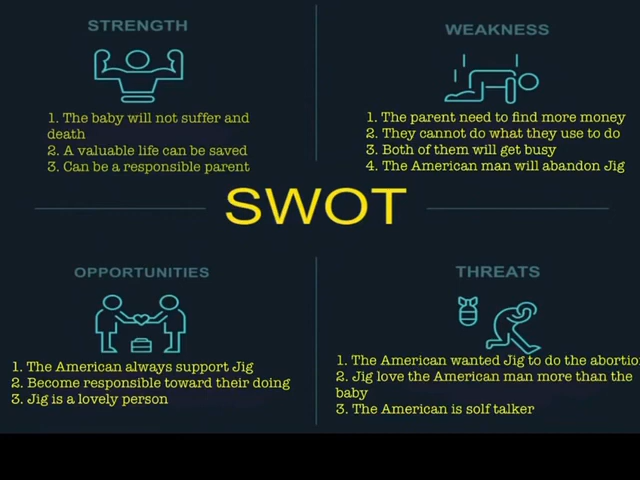 STRENGTH
1. The baby will not suffer and
death
2. A valuable life can be saved
3. Can be a responsible parent
WEAKNESS
1. The parent need to find more money
2. They cannot do what they use to do
3. Both of them will get busy
4. The American man will abandon Jig
SWOT
OPPORTUNITIES
1. The American always support Jig
2. Become responsible toward their doing
3. Jig is a lovely person
THREATS
1. The American wanted Jig to do the abortio
2. Jig love the American man more than the
baby
3. The American is solf talker